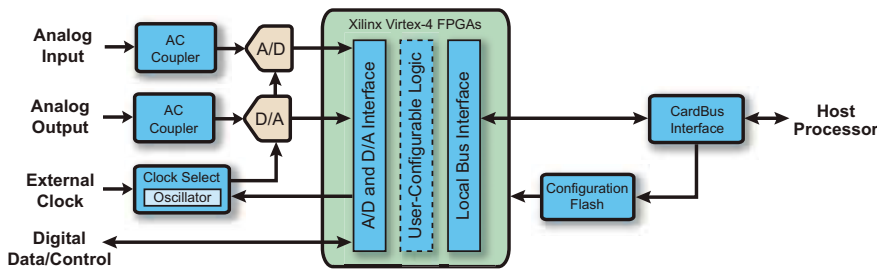 Xilinx Virtex-4 FPGAs
Analog
Input
AC
Coupler
A/D
Analog
Output
AC
Coupler
D/A
External
Clock
Clock Select
Oscillator
Digital
Data/Control
A/D and D/A Interface
User-Configurable Logic
Local Bus Interface
CardBus
Interface
Host
Processor
Configuration
Flash